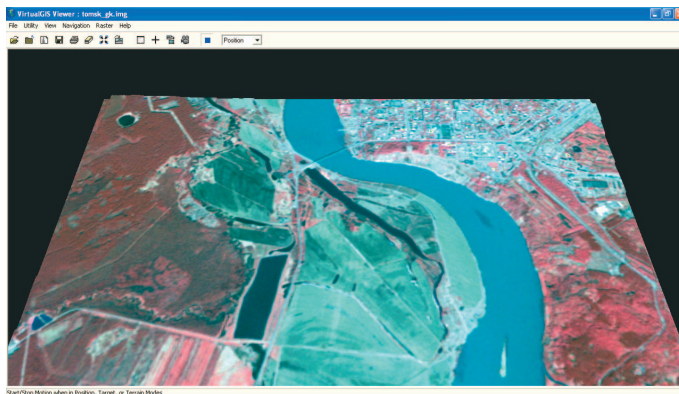 VirtualGIS Viewer : tomsk_gk.img
File Utility View Navigation Raster Help
Position
Start/Stop Motion when in Position, Target, or Terrain Modes